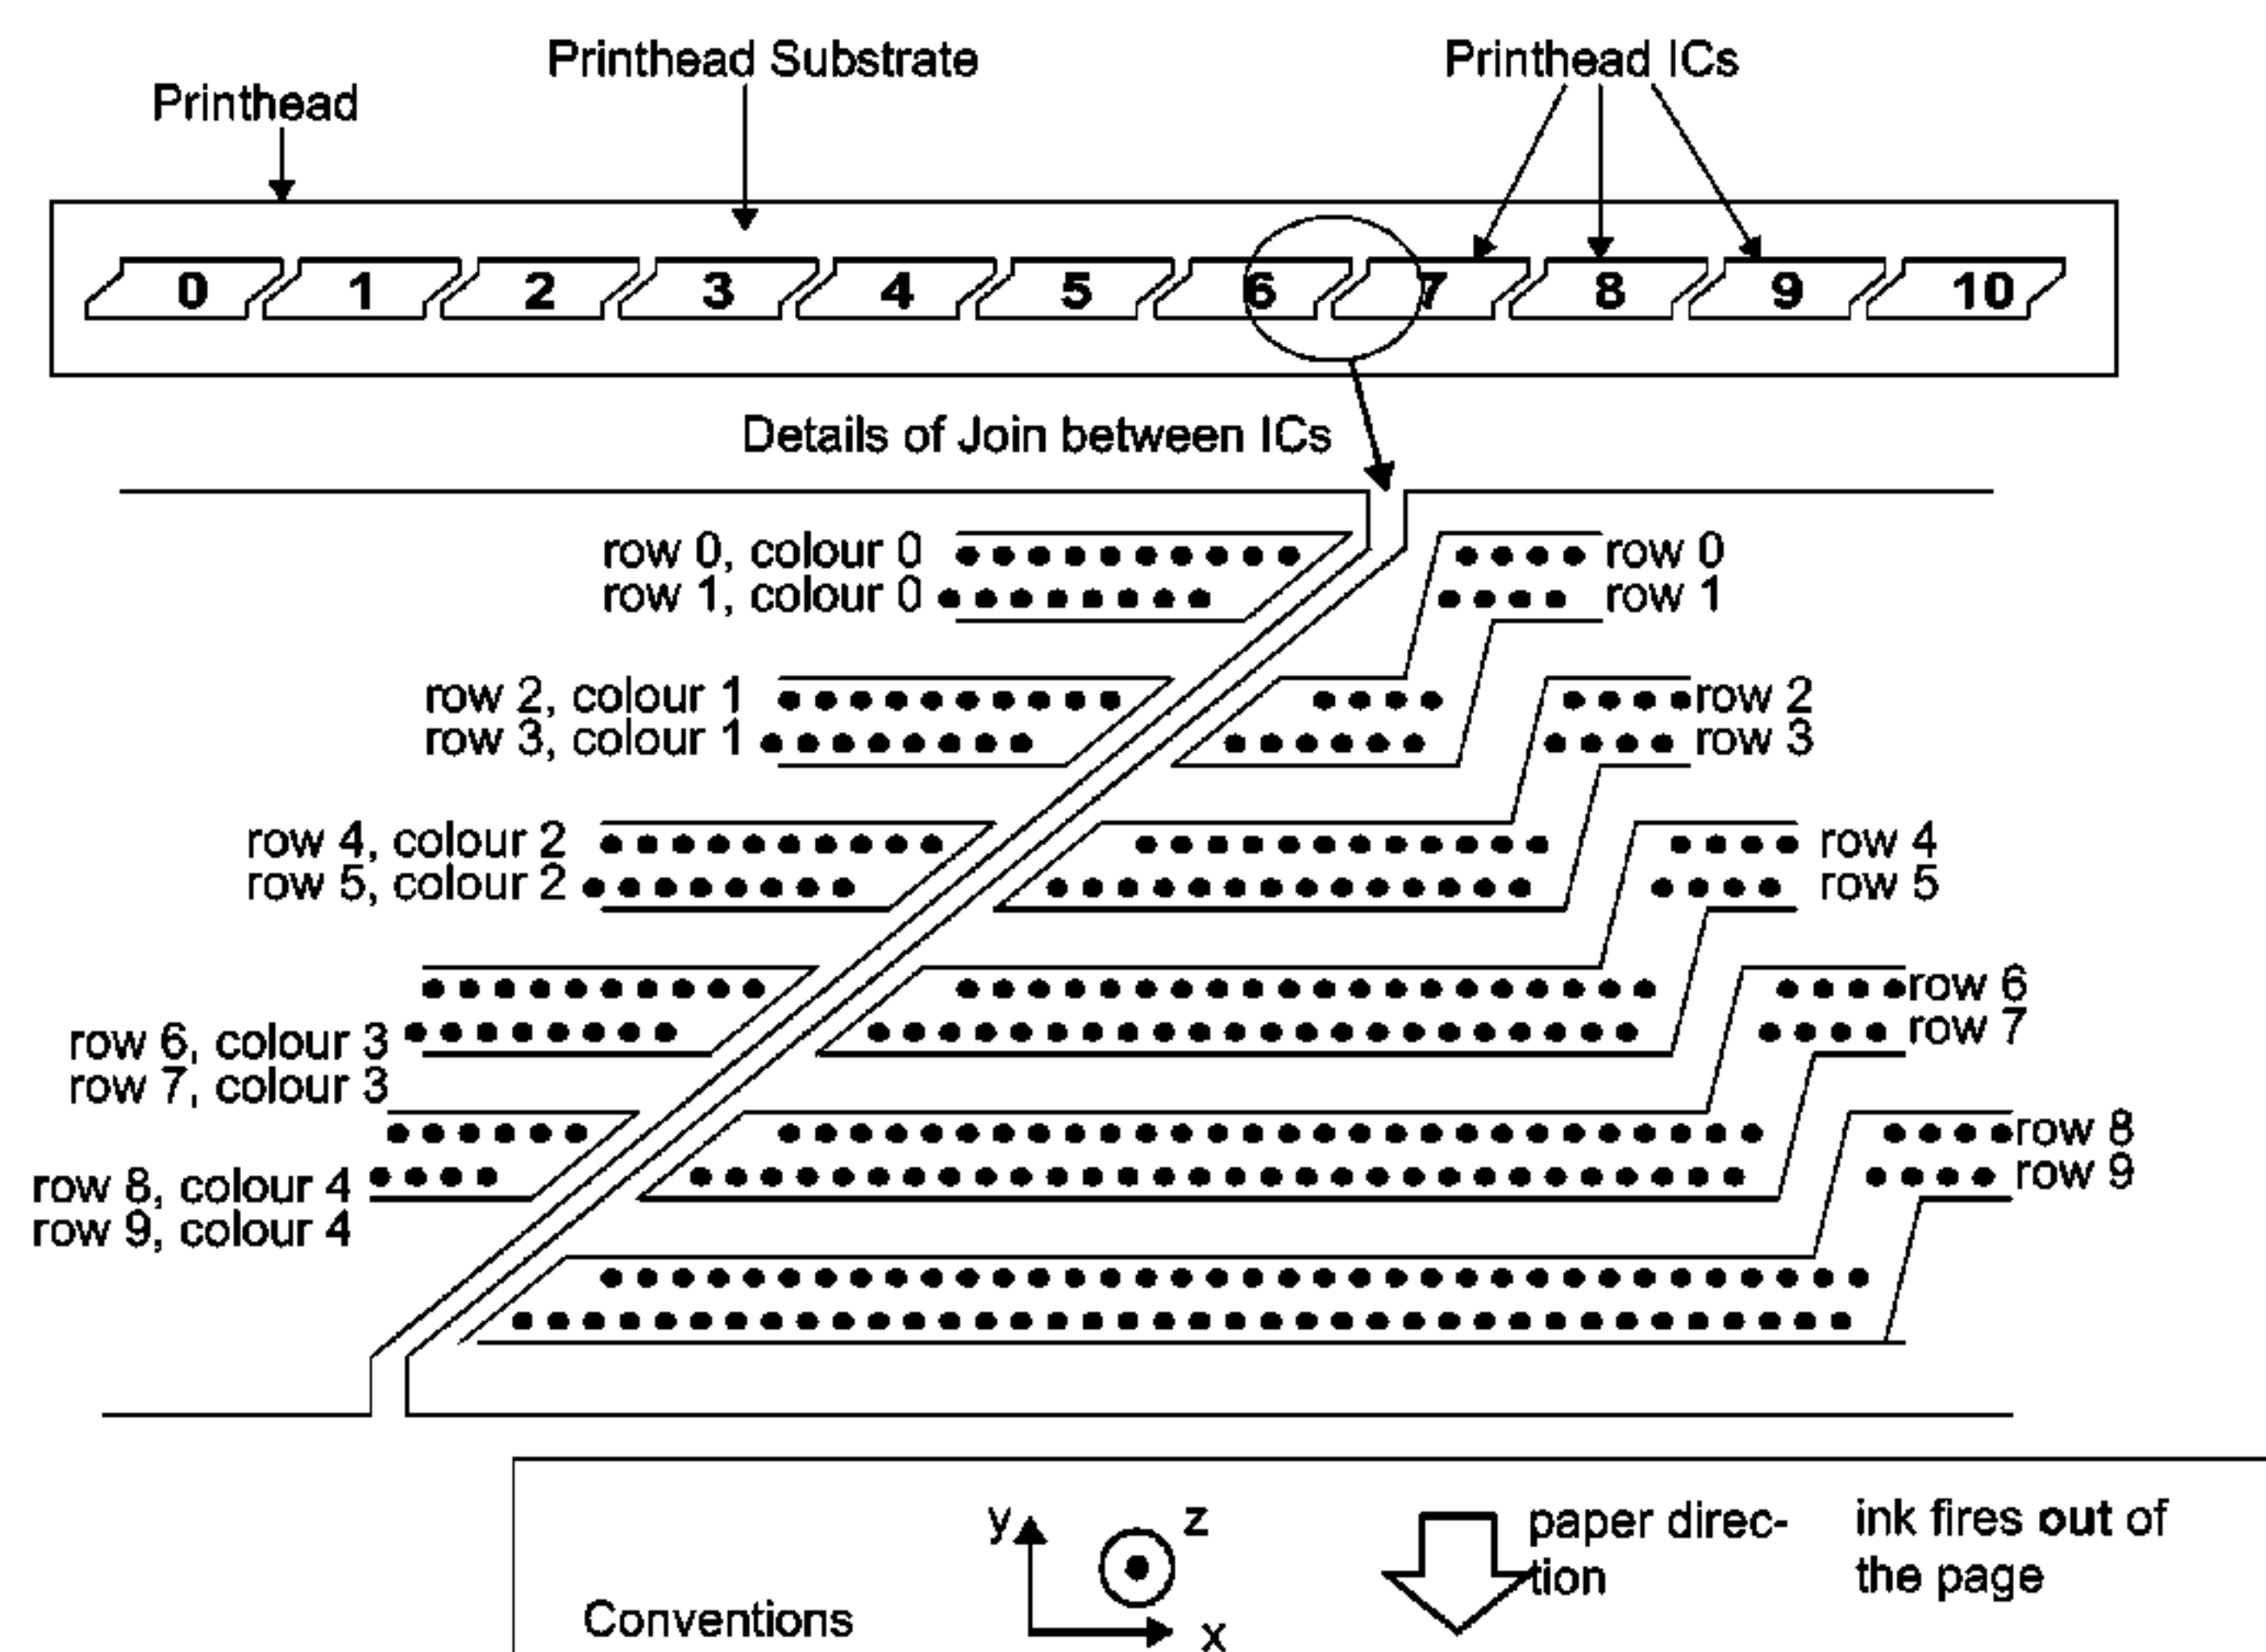 Printhead Substrate
Printhead ICs
Printhead
0 1 2 3 4 5 6 7 8 9 10
Details of Join between ICs
row 0, colour 0
row 0
row 1, colour 0
row 1
row 2, colour 1
row 2
row 3, colour 1
row 3
row 4, colour 2
row 4
row 5, colour 2
row 5
row 6
row 7
row 6, colour 3
row 7, colour 3
row 8
row 9
row 8, colour 4
row 9, colour 4
Conventions
y
z
x
paper direc-
tion
ink fires out of
the page